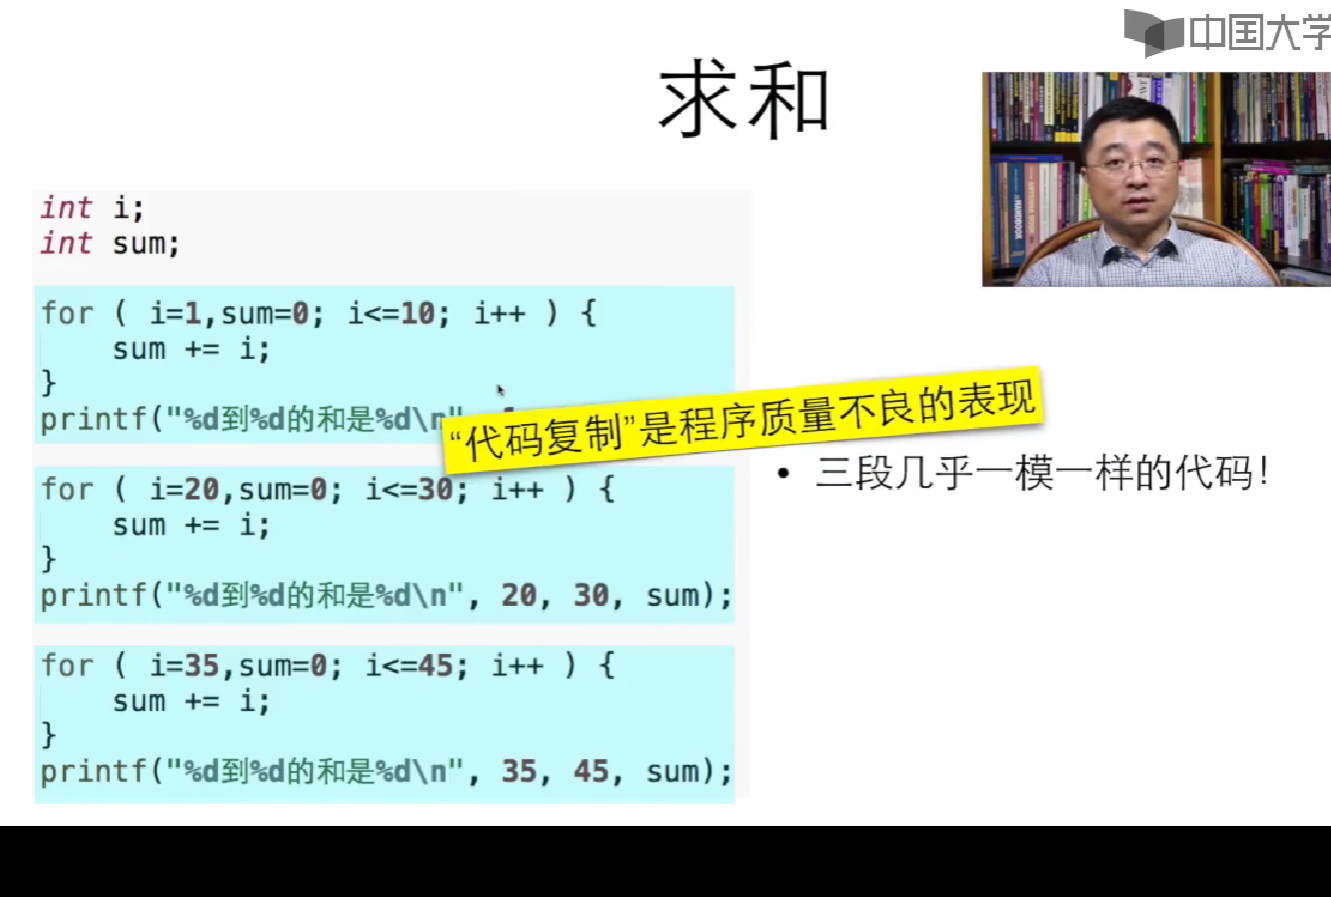 中国大学
求和
int i;
int sum;
for ( i=1,sum=0; i<=10; i++ ) {
sum += i;
}
printf("%d到%d的和是%d\n",
“代码复制”是程序质量不良的表现
• 三段几乎一模一样的代码！
for ( i=20,sum=0; i<=30; i++ ) {
sum += i;
}
printf("%d到%d的和是%d\n", 20, 30, sum);
for ( i=35,sum=0; i<=45; i++ ) {
sum += i;
}
printf("%d到%d的和是%d\n", 35, 45, sum);